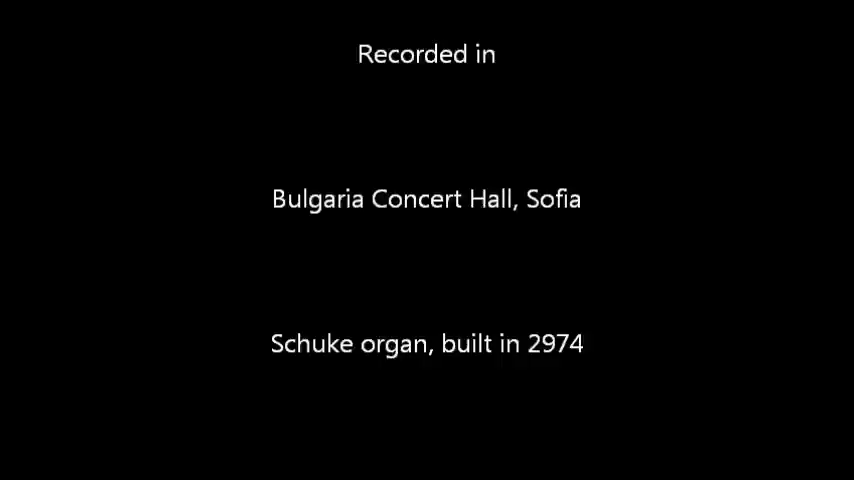 Recorded in
Bulgaria Concert Hall, Sofia
Schuke organ, built in 2974